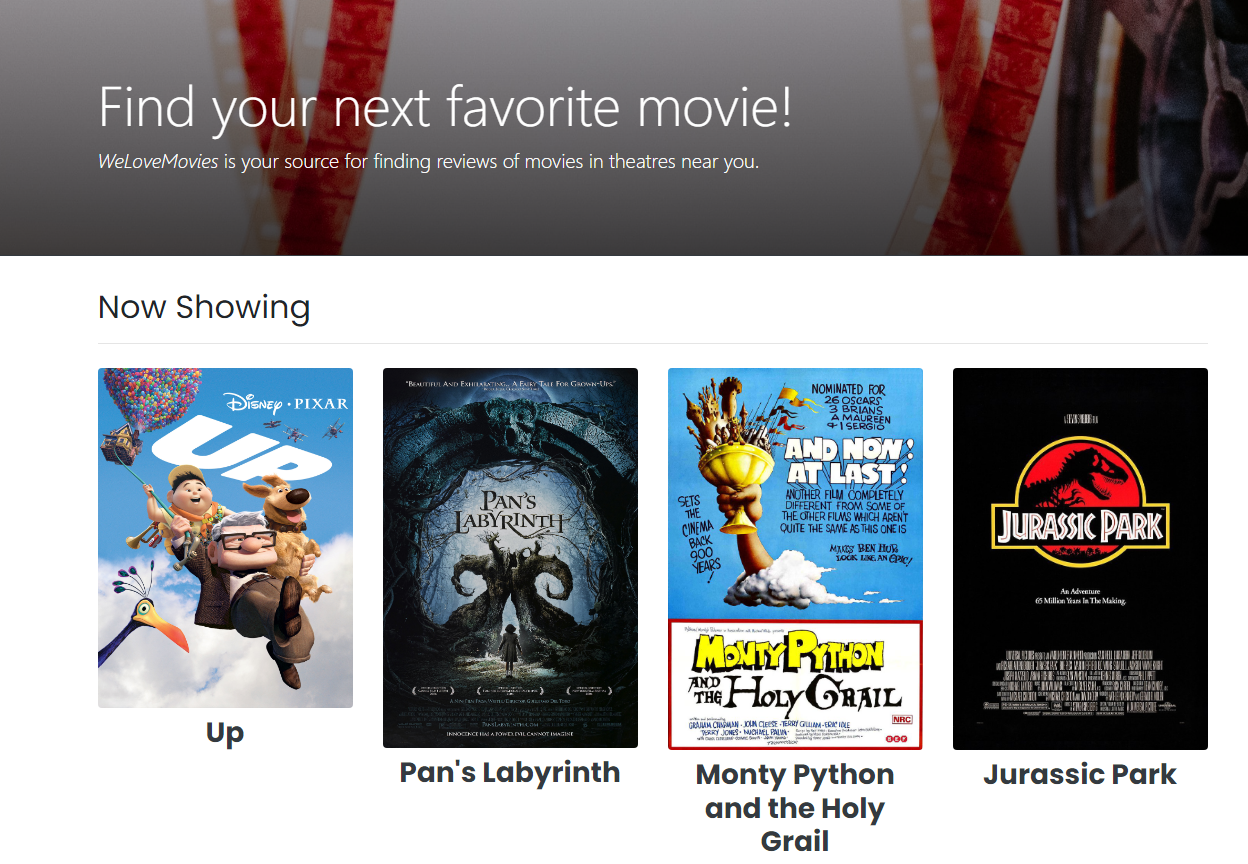 Find your next favorite movie!
WeLoveMovies is your source for finding reviews of movies in theatres near you.
Now Showing
DISNEY · PIXAR
UP
Up
"BEAUTIFUL AND EXHILARATING... A FAIRY TALE FOR GROWN-UPS."
PAN'S
LABYRINTH
INNOCENCE HAS A POWER EVIL CANNOT IMAGINE
Pan's Labyrinth
NOMINATED FOR
26 OSCARS
3 BRIANS
A MAUREEN
& 1 SERGIO
AND NOW!
AT LAST!
ANOTHER FILM COMPLETELY
DIFFERENT FROM SOME OF
THE OTHER FILMS WHICH AREN'T
QUITE THE SAME AS THIS ONE IS
SETS
THE
CINEMA
BACK
900
YEARS
!
MAKES BEN HUR
LOOK LIKE AN EPIC!
MONTY PYTHON
AND
THE HOLY GRAIL
GRAHAM CHAPMAN · JOHN CLEESE · TERRY GILLIAM · ERIC IDLE
TERRY JONES · MICHAEL PALIN
NRC
Monty Python
and the Holy
Grail
JURASSIC PARK
An Adventure
65 Million Years In The Making.
Jurassic Park